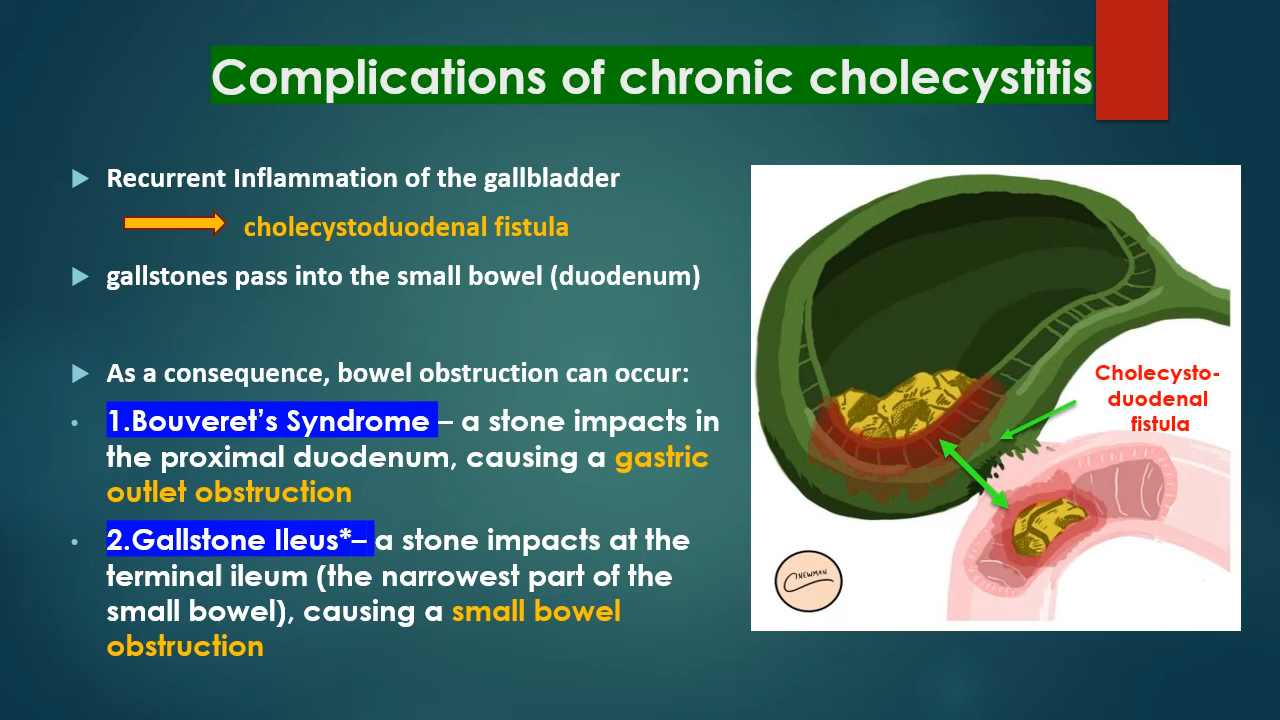 Complications of chronic cholecystitis
Recurrent Inflammation of the gallbladder
cholecystoduodenal fistula
gallstones pass into the small bowel (duodenum)
As a consequence, bowel obstruction can occur:
1.Bouveret’s Syndrome – a stone impacts in
the proximal duodenum, causing a gastric
outlet obstruction
2.Gallstone Ileus*– a stone impacts at the
terminal ileum (the narrowest part of the
small bowel), causing a small bowel
obstruction
Cholecysto-
duodenal
fistula
NEWMAN